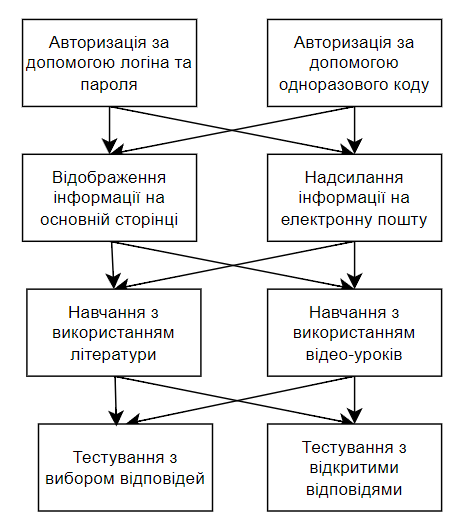 Авторизація за
допомогою логіна та
пароля
Авторизація за
допомогою
одноразового коду
Відображення
інформації на
основній сторінці
Надсилання
інформації на
електронну пошту
Навчання з
використанням
літератури
Навчання з
використанням
відео-уроків
Тестування з
вибором відповідей
Тестування з
відкритими
відповідями